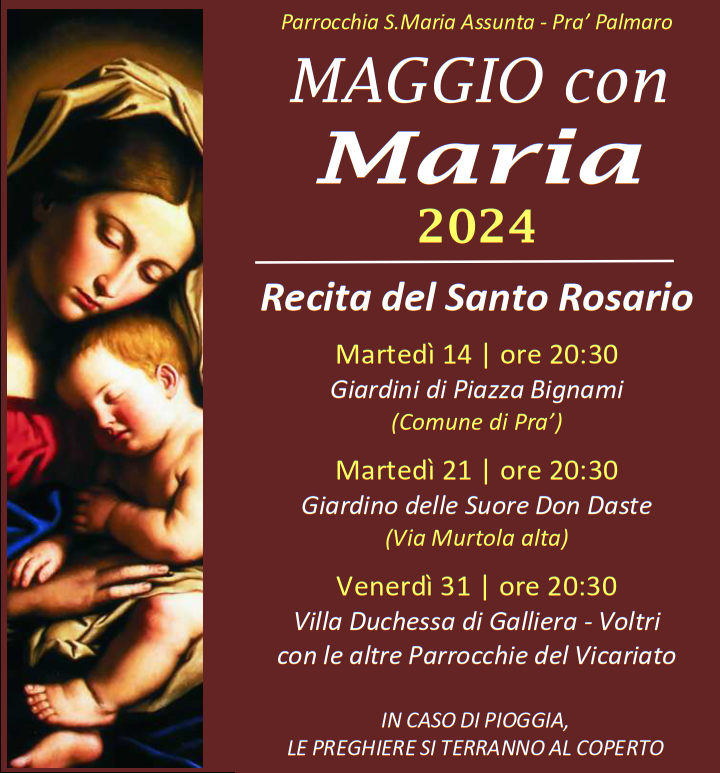 Parrocchia S.Maria Assunta - Pra' Palmaro
MAGGIO con
Maria
2024
Recita del Santo Rosario
Martedì 14 | ore 20:30
Giardini di Piazza Bignami
(Comune di Pra')
Martedì 21 | ore 20:30
Giardino delle Suore Don Daste
(Via Murtola alta)
Venerdì 31 | ore 20:30
Villa Duchessa di Galliera - Voltri
con le altre Parrocchie del Vicariato
IN CASO DI PIOGGIA,
LE PREGHIERE SI TERRANNO AL COPERTO